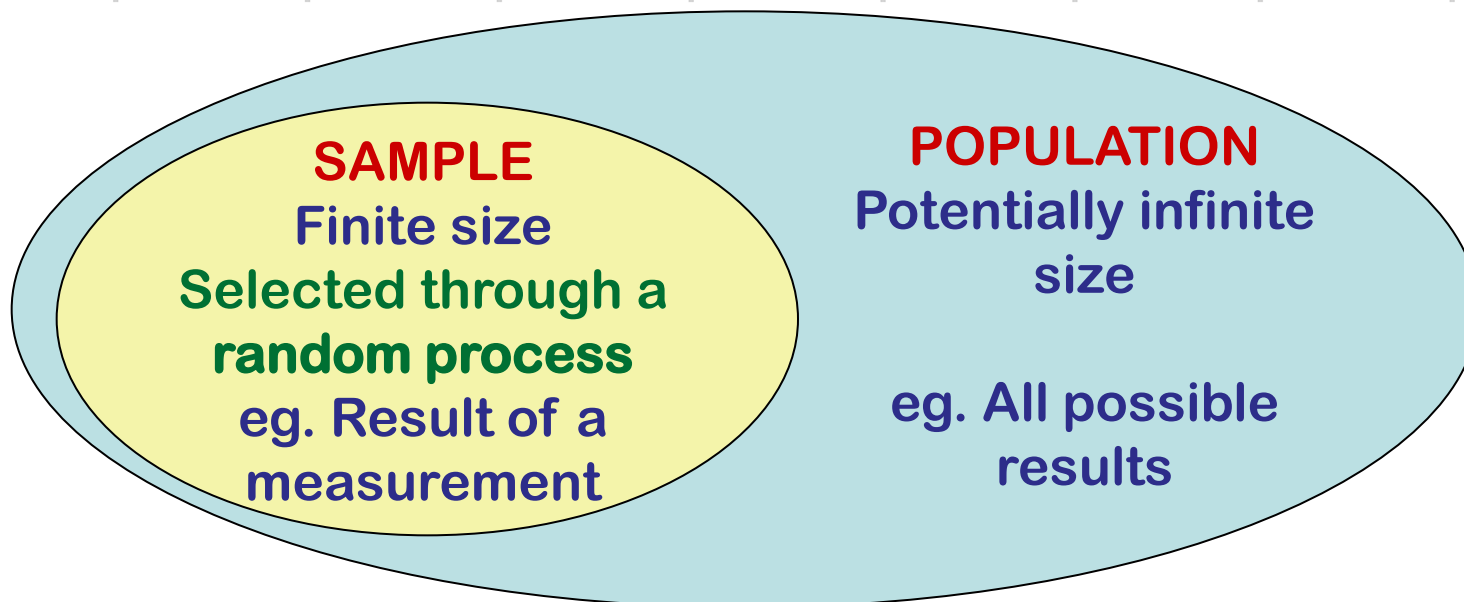 SAMPLE
Finite size
Selected through a
random process
eg. Result of a
measurement
POPULATION
Potentially infinite
size
eg. All possible
results